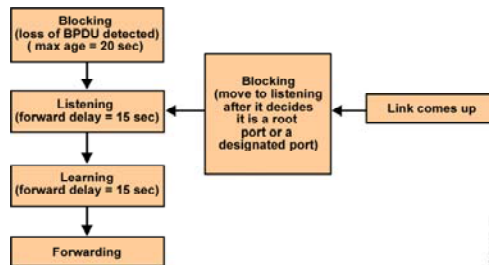 Blocking
(loss of BPDU detected)
( max age = 20 sec)
Listening
(forward delay = 15 sec)
Learning
(forward delay = 15 sec)
Forwarding
Blocking
(move to listening
after it decides
it is a root
port or a
designated port)
Link comes up